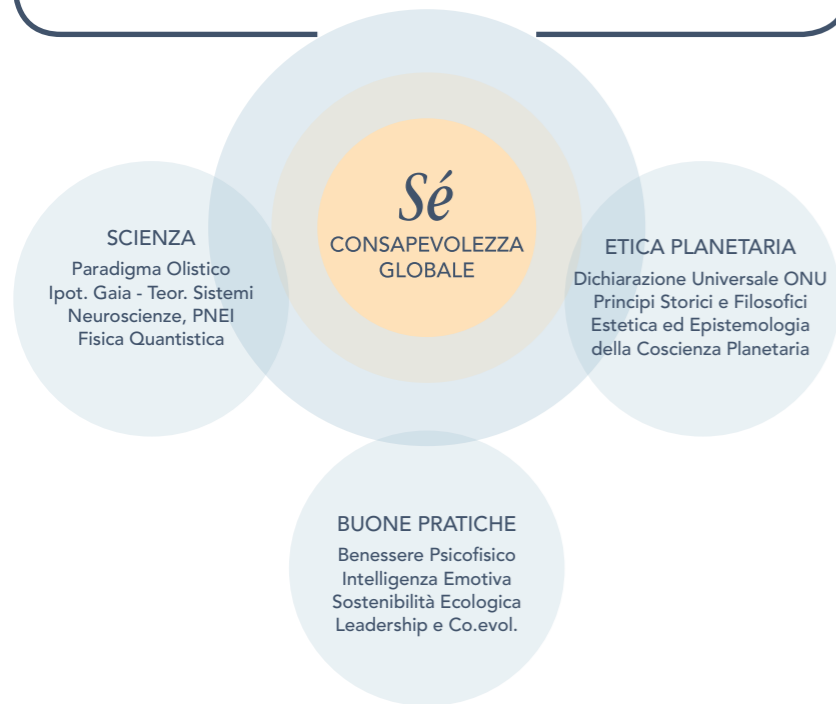 Sé
CONSAPEVOLEZZA
GLOBALE
SCIENZA
Paradigma Olistico
Ipot. Gaia - Teor. Sistemi
Neuroscienze, PNEI
Fisica Quantistica
ETICA PLANETARIA
Dichiarazione Universale ONU
Principi Storici e Filosofici
Estetica ed Epistemologia
della Coscienza Planetaria
BUONE PRATICHE
Benessere Psicofisico
Intelligenza Emotiva
Sostenibilità Ecologica
Leadership e Co.evol.